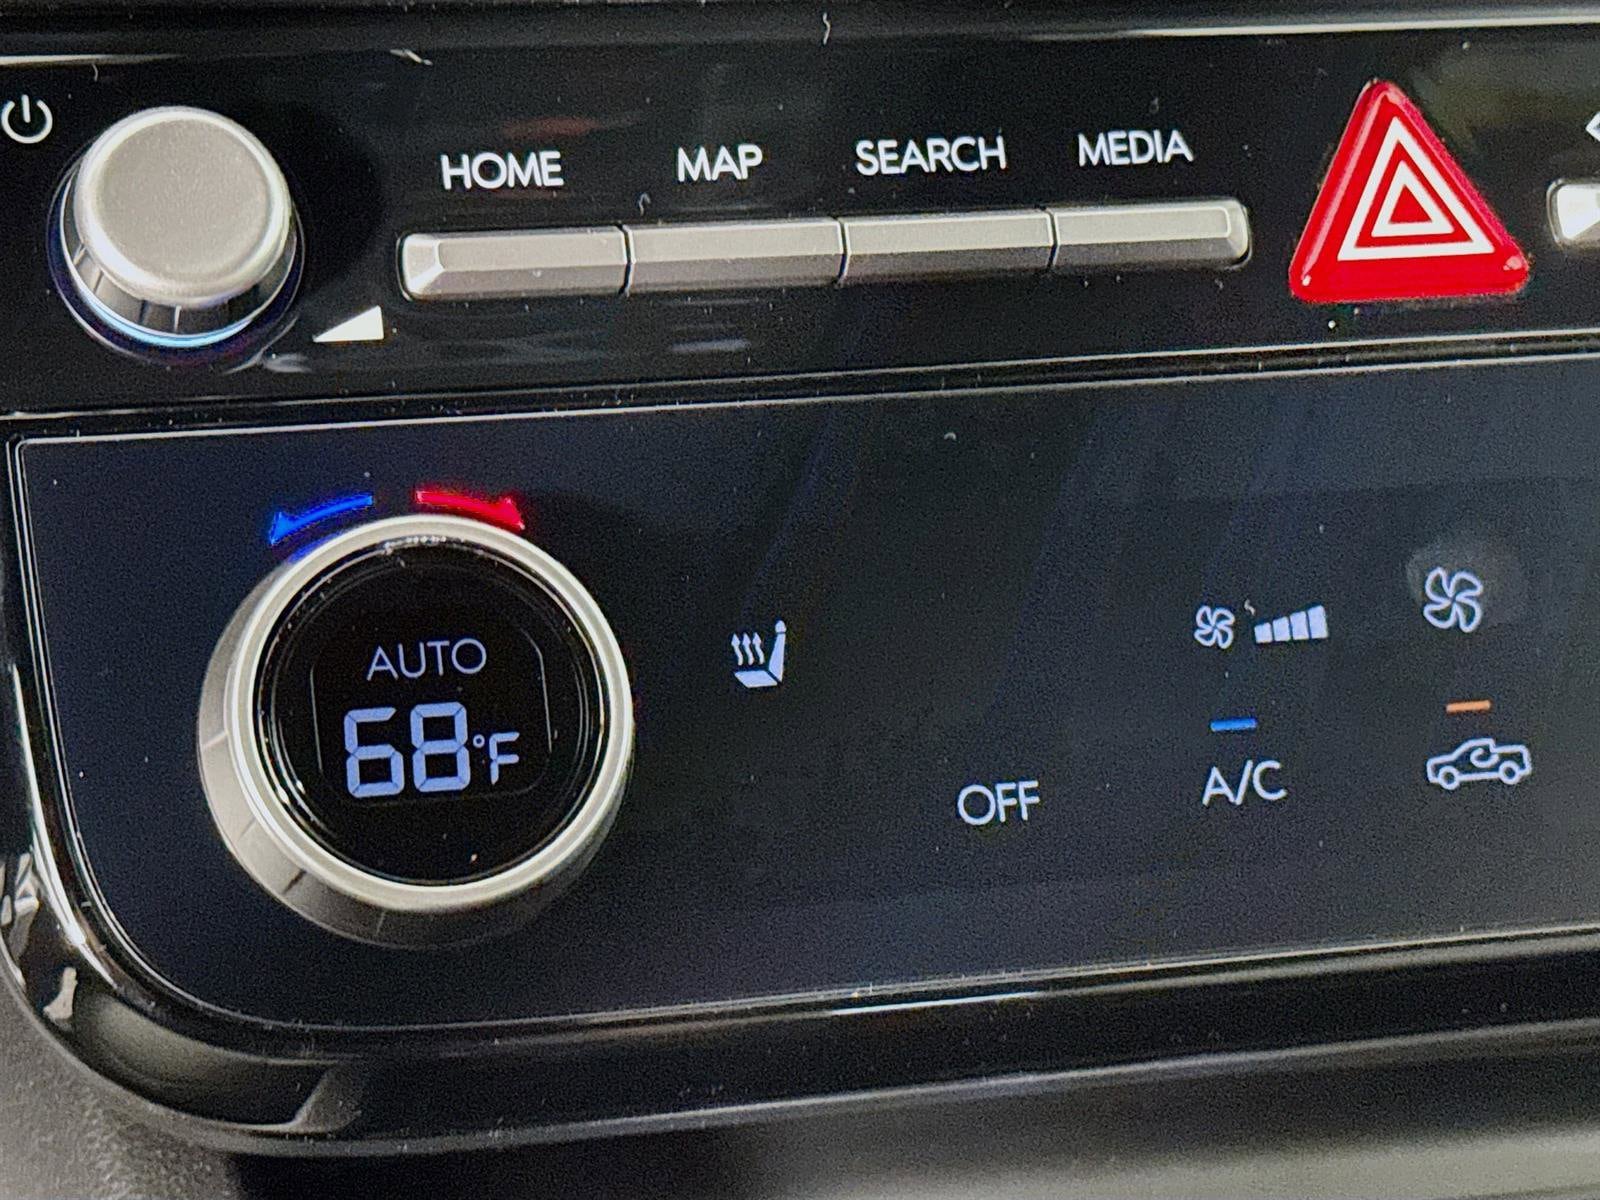 HOME MAP SEARCH MEDIA
AUTO
68°F
OFF A/C